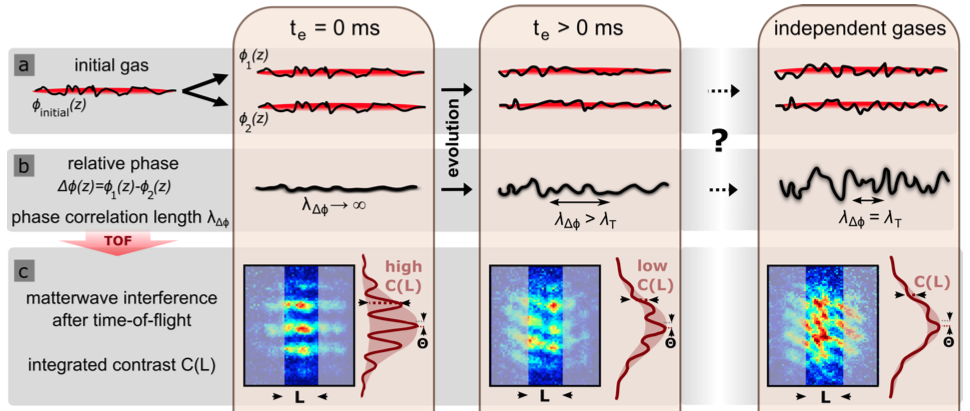 t_e = 0 ms
t_e > 0 ms
independent gases
a
initial gas
ϕ_initial(z)
ϕ_1(z)
ϕ_2(z)
evolution
?
b
relative phase
Δϕ(z)=ϕ_1(z)-ϕ_2(z)
phase correlation length λ_Δϕ
λ_Δϕ → ∞
λ_Δϕ > λ_T
λ_Δϕ = λ_T
TOF
c
matterwave interference
after time-of-flight
integrated contrast C(L)
high
C(L)
Θ
L
low
C(L)
Θ
L
C(L)
Θ
L